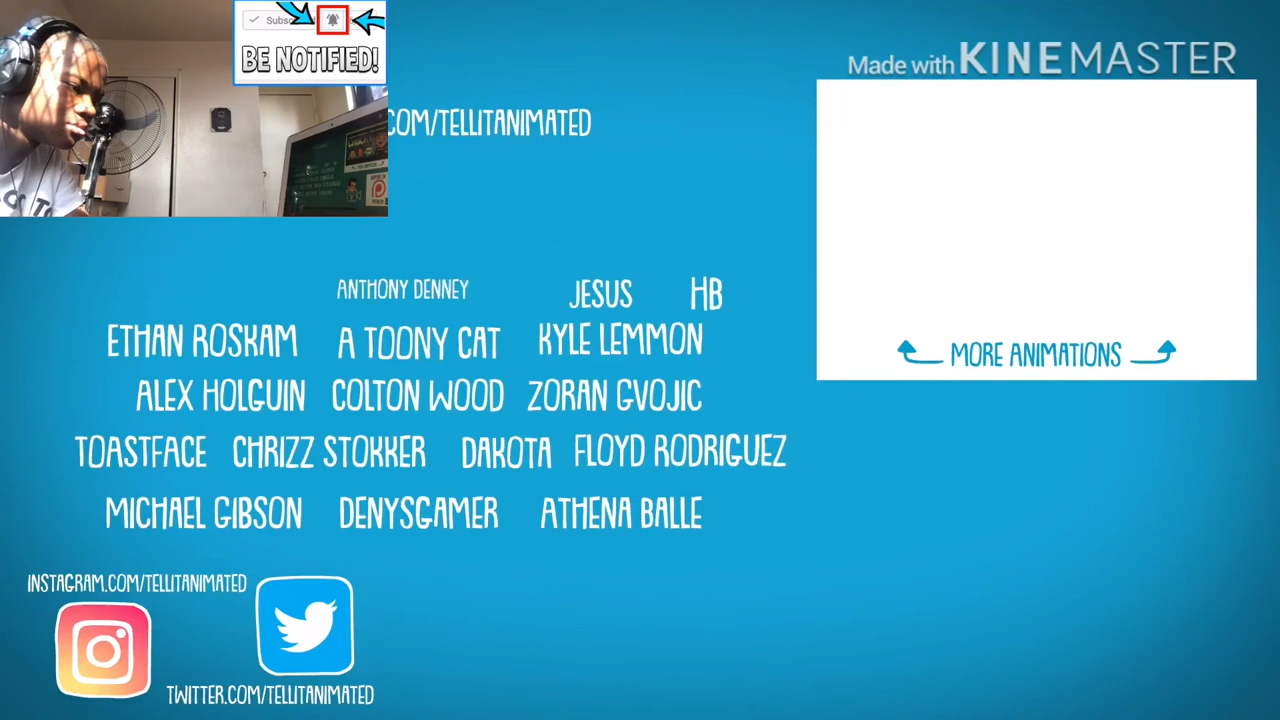 BE NOTIFIED!
Made with KINEMASTER
COM/TELLITANIMATED
ANTHONY DENNEY JESUS HB
ETHAN ROSKAM A TOONY CAT KYLE LEMMON
ALEX HOLGUIN COLTON WOOD ZORAN GVOJIC
TOASTFACE CHRIZZ STOKKER DAKOTA FLOYD RODRIGUEZ
MICHAEL GIBSON DENYSGAMER ATHENA BALLE
MORE ANIMATIONS
INSTAGRAM.COM/TELLITANIMATED
TWITTER.COM/TELLITANIMATED